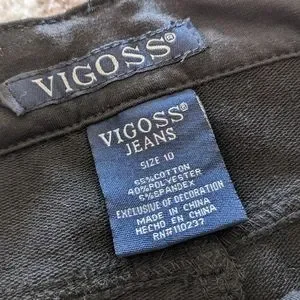 VIGOSS®
VIGOSS®
JEANS
SIZE 10
55%COTTON
40%POLYESTER
5%SPANDEX
EXCLUSIVE OF DECORATION
MADE IN CHINA
HECHO EN CHINA
RN#110237